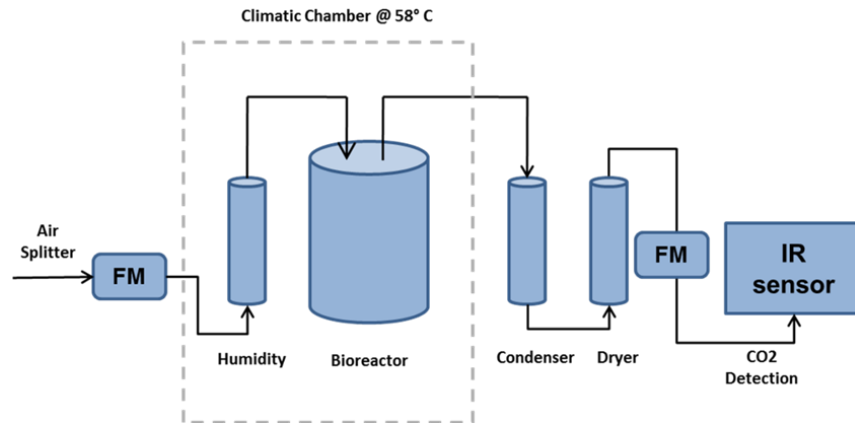 Climatic Chamber @ 58° C
Air
Splitter
FM
Humidity
Bioreactor
Condenser
Dryer
FM
IR
sensor
CO2
Detection